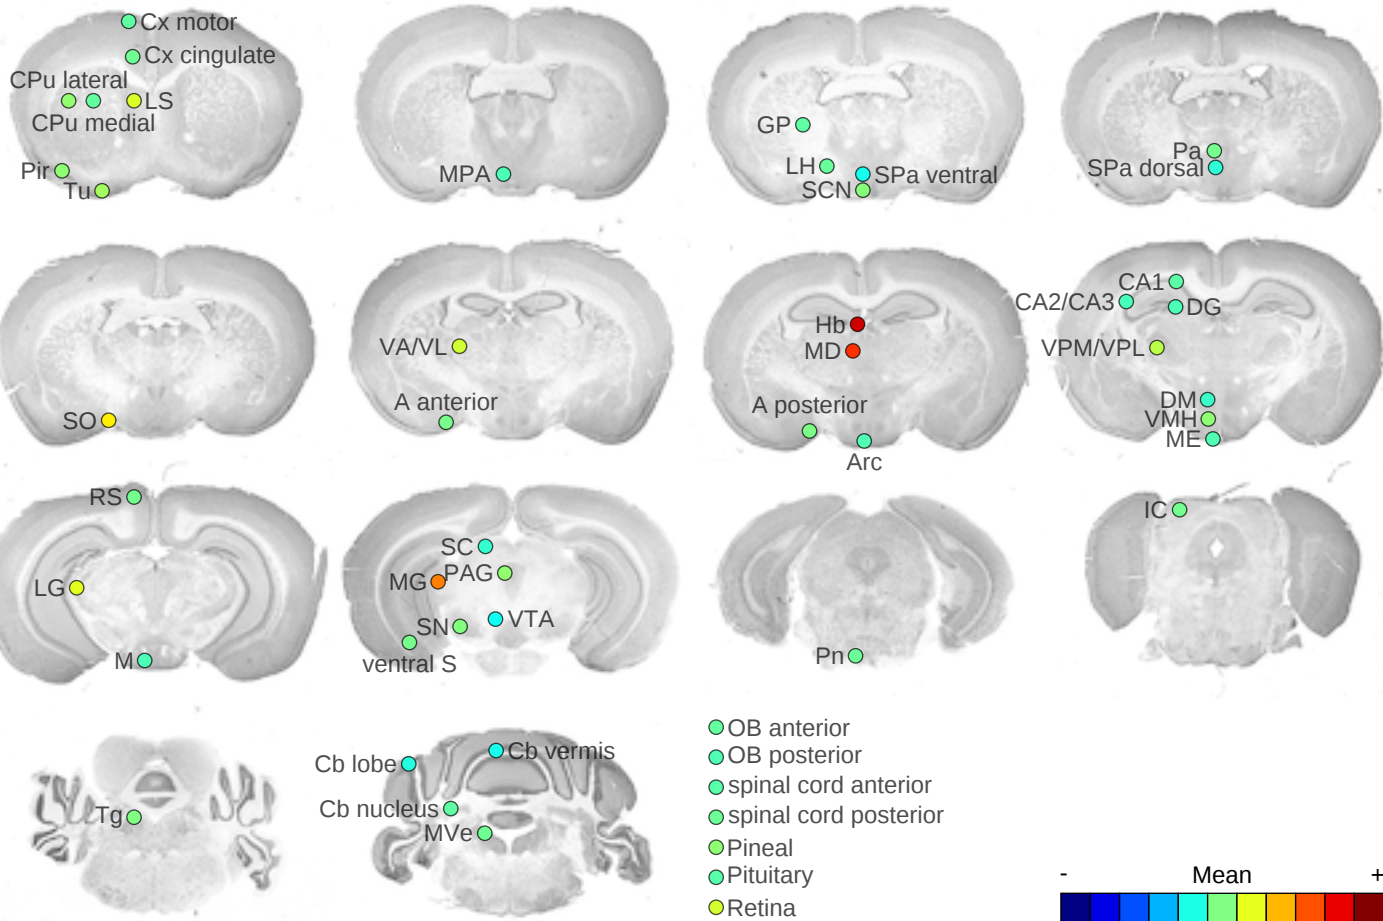 Cx motor
Cx cingulate
CPu lateral
LS
CPu medial
Pir
Tu
MPA
GP
LH
SPa ventral
SCN
Pa
SPa dorsal
SO
VA/VL
A anterior
Hb
MD
A posterior
Arc
CA1
CA2/CA3
DG
VPM/VPL
DM
VMH
ME
RS
LG
M
SC
MG
PAG
SN
VTA
ventral S
Pn
IC
Tg
Cb lobe
Cb vermis
Cb nucleus
MVe
OB anterior
OB posterior
spinal cord anterior
spinal cord posterior
Pineal
Pituitary
Retina
- Mean +